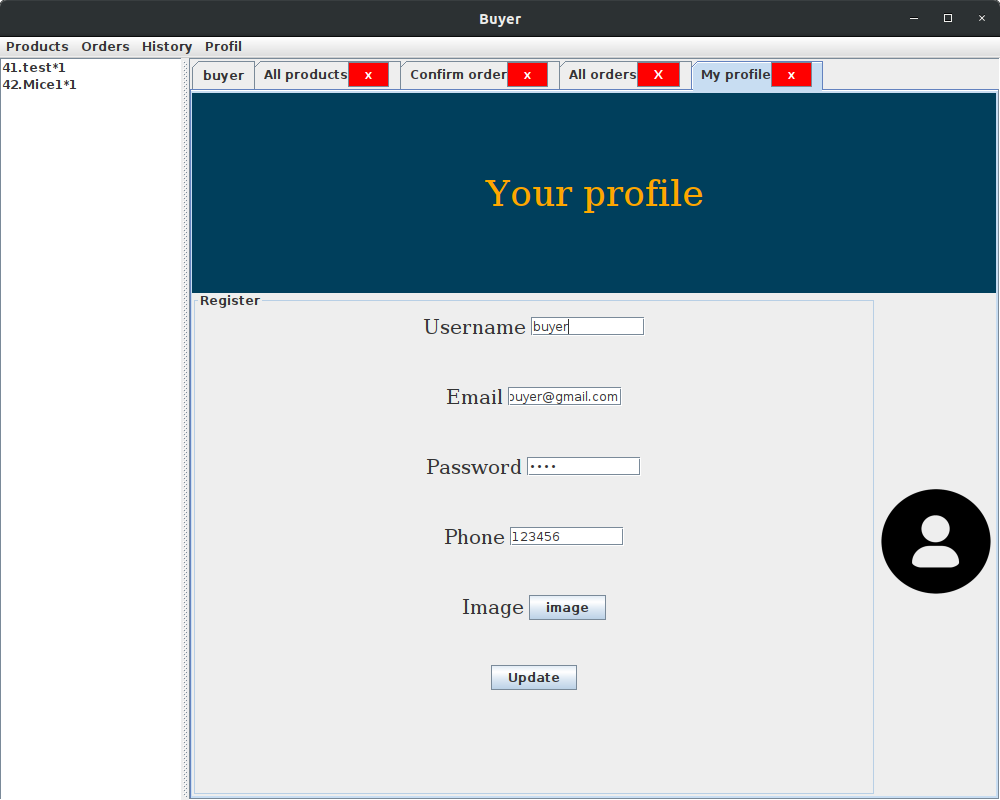 Buyer
Products Orders History Profil
41.test*1
42.Mice1*1
buyer All products x Confirm order x All orders X My profile x
Your profile
Register
Username buyer
Email buyer@gmail.com
Password ••••
Phone 123456
Image image
Update